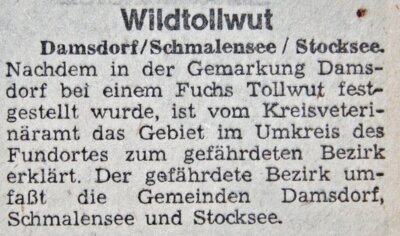 Wildtollwut
Damsdorf/Schmalensee / Stocksee.
Nachdem in der Gemarkung Dams-
dorf bei einem Fuchs Tollwut fest-
gestellt wurde, ist vom Kreisveteri-
näramt das Gebiet im Umkreis des
Fundortes zum gefährdeten Bezirk
erklärt. Der gefährdete Bezirk um-
faßt die Gemeinden Damsdorf,
Schmalensee und Stocksee.